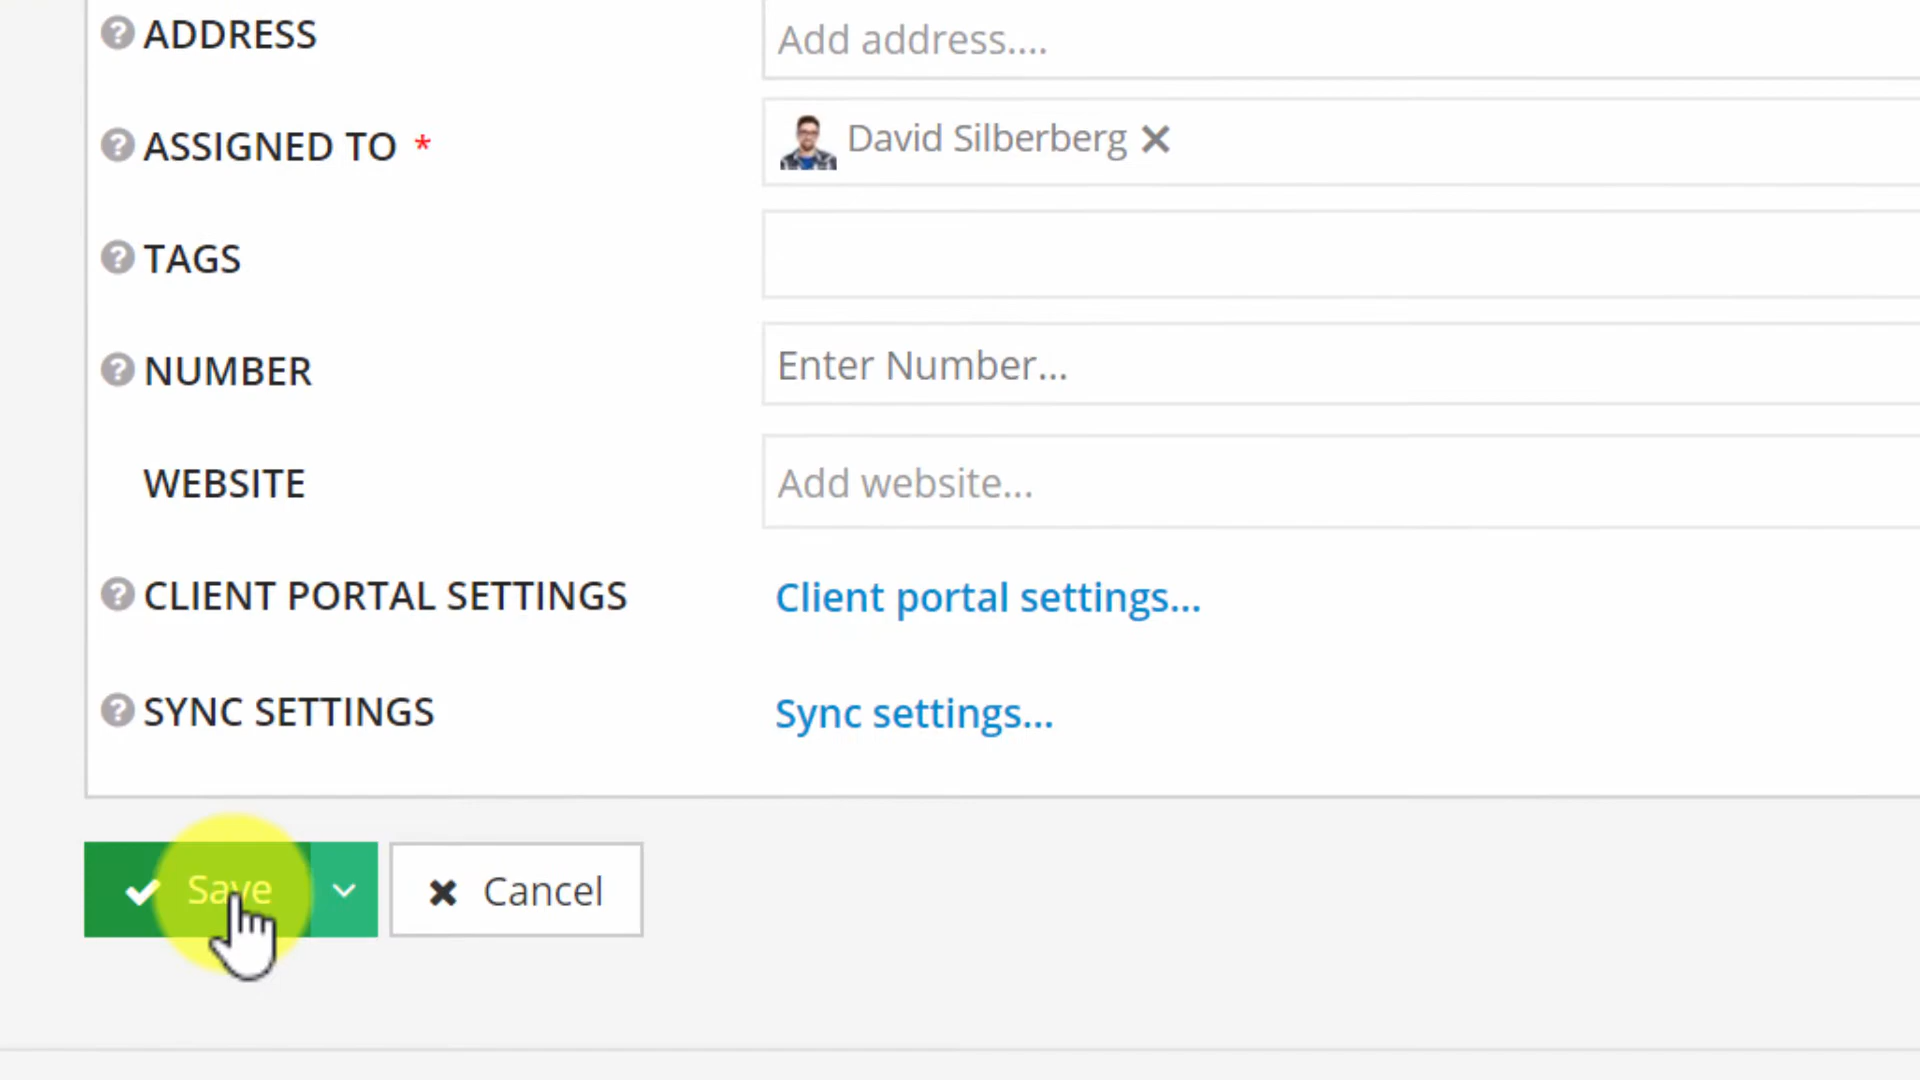 ADDRESS Add address....
ASSIGNED TO * David Silberberg
TAGS
NUMBER Enter Number...
WEBSITE Add website...
CLIENT PORTAL SETTINGS Client portal settings...
SYNC SETTINGS Sync settings...
Save Cancel